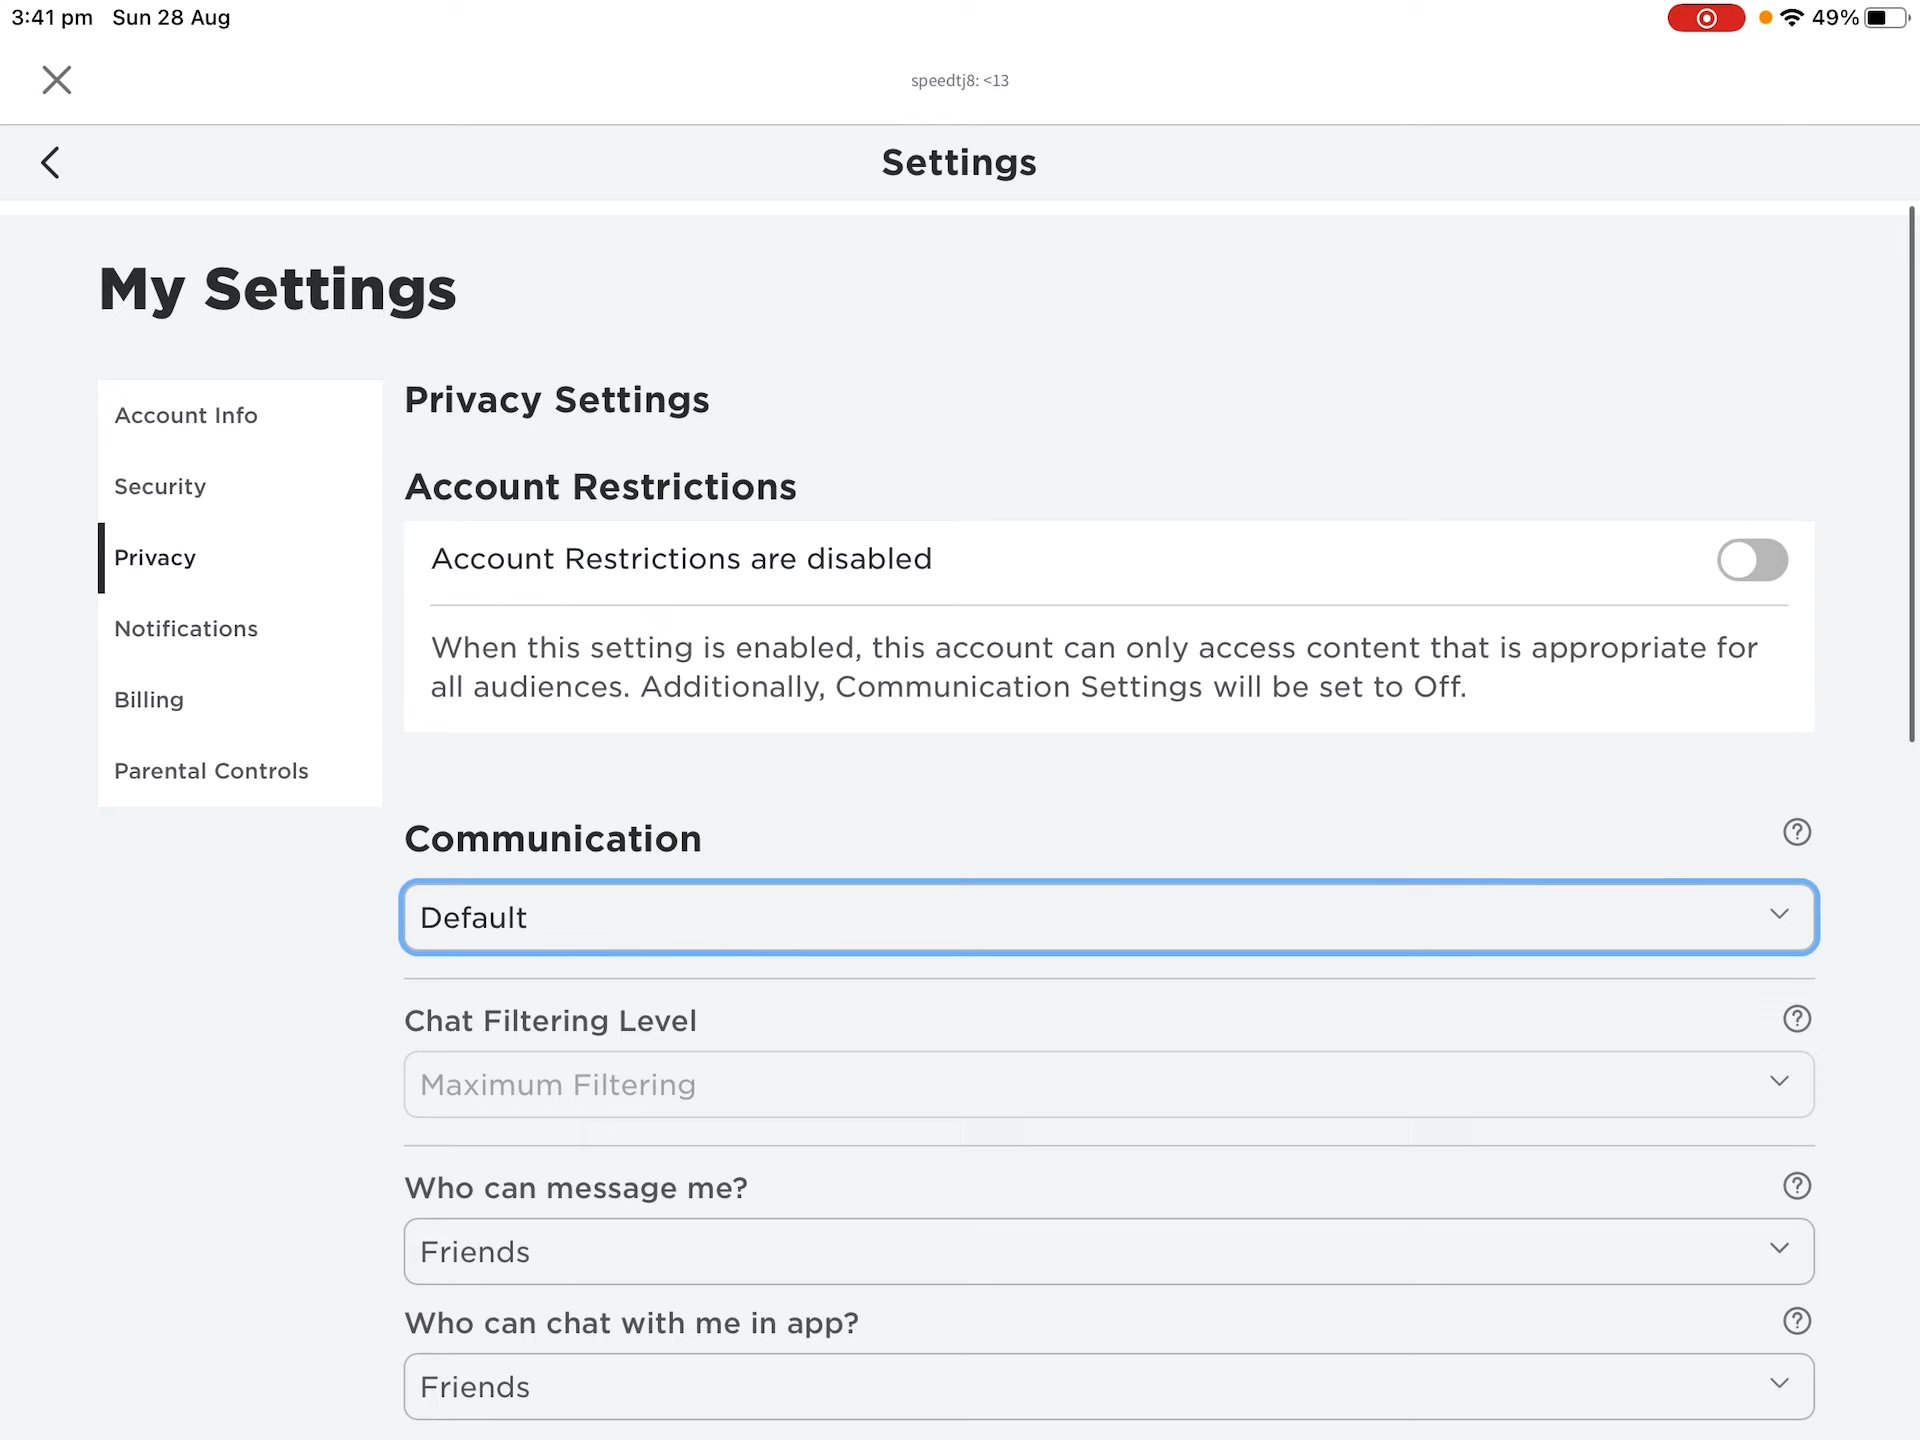 3:41 pm Sun 28 Aug
49%
speedtj8: <13
Settings
My Settings
Account Info
Security
Privacy
Notifications
Billing
Parental Controls
Privacy Settings
Account Restrictions
Account Restrictions are disabled
When this setting is enabled, this account can only access content that is appropriate for
all audiences. Additionally, Communication Settings will be set to Off.
Communication
Default
Chat Filtering Level
Maximum Filtering
Who can message me?
Friends
Who can chat with me in app?
Friends